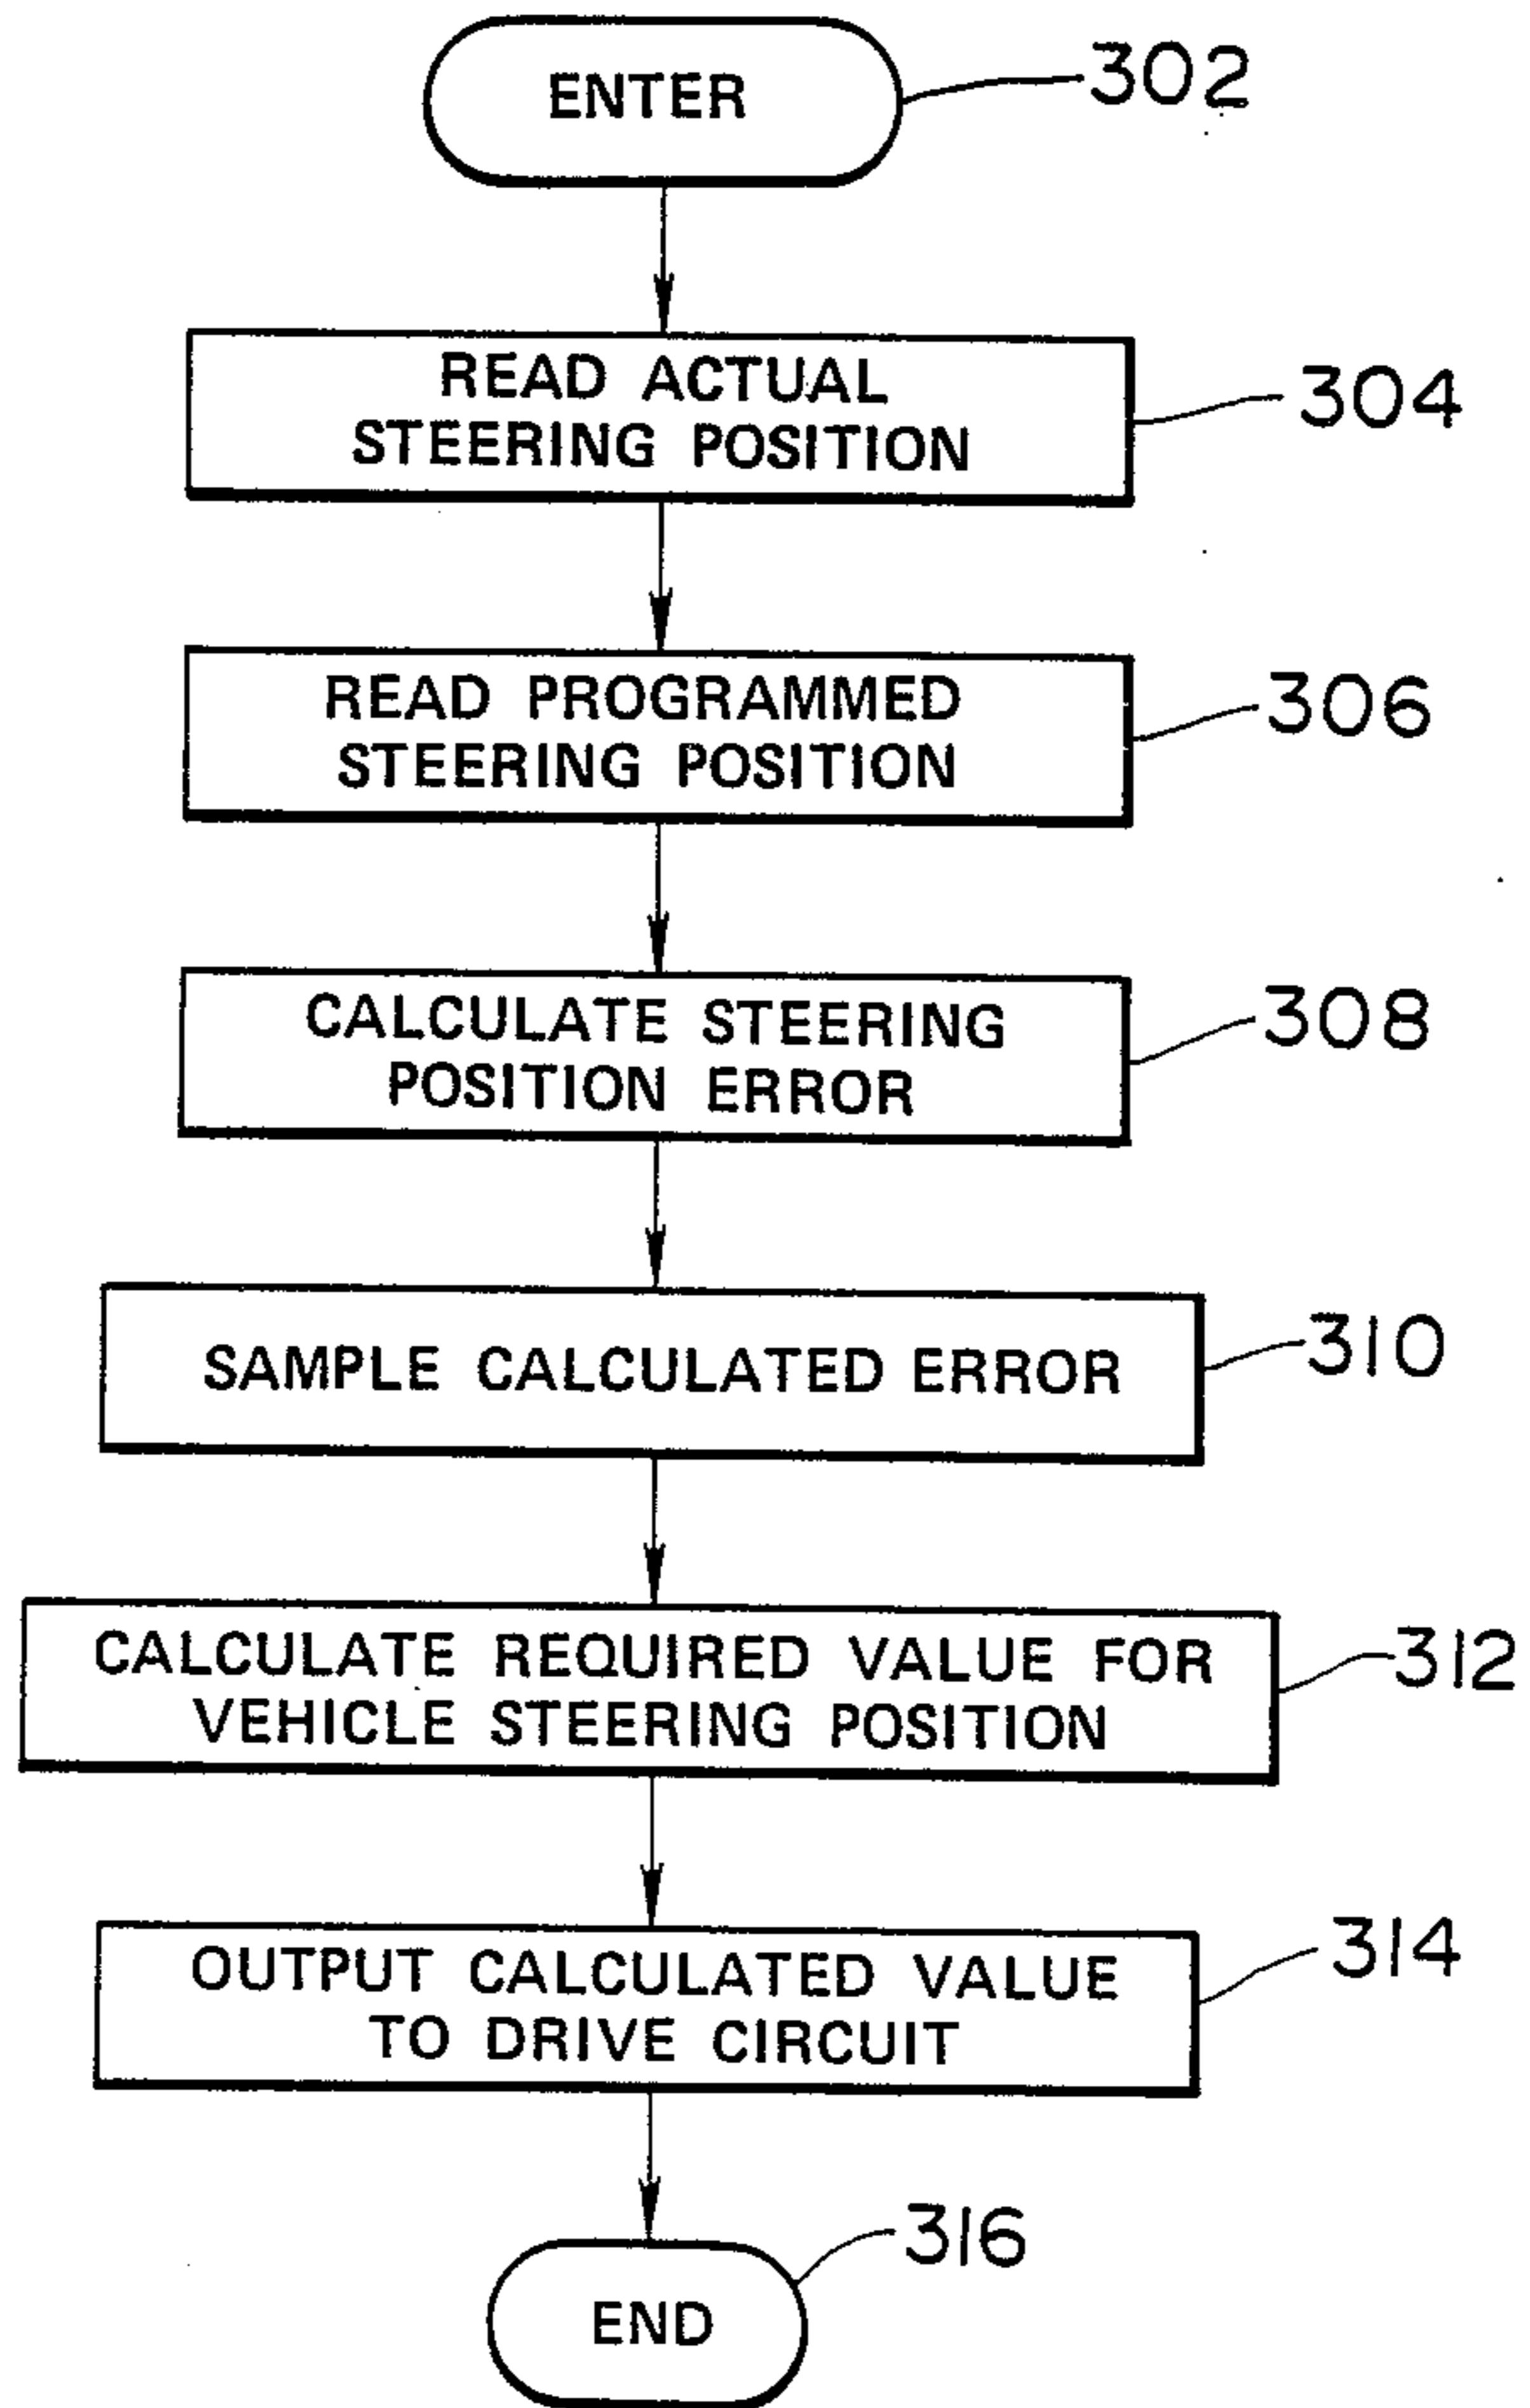 ENTER
302
READ ACTUAL
STEERING POSITION
304
READ PROGRAMMED
STEERING POSITION
306
CALCULATE STEERING
POSITION ERROR
308
SAMPLE CALCULATED ERROR
310
CALCULATE REQUIRED VALUE FOR
VEHICLE STEERING POSITION
312
OUTPUT CALCULATED VALUE
TO DRIVE CIRCUIT
314
END
316